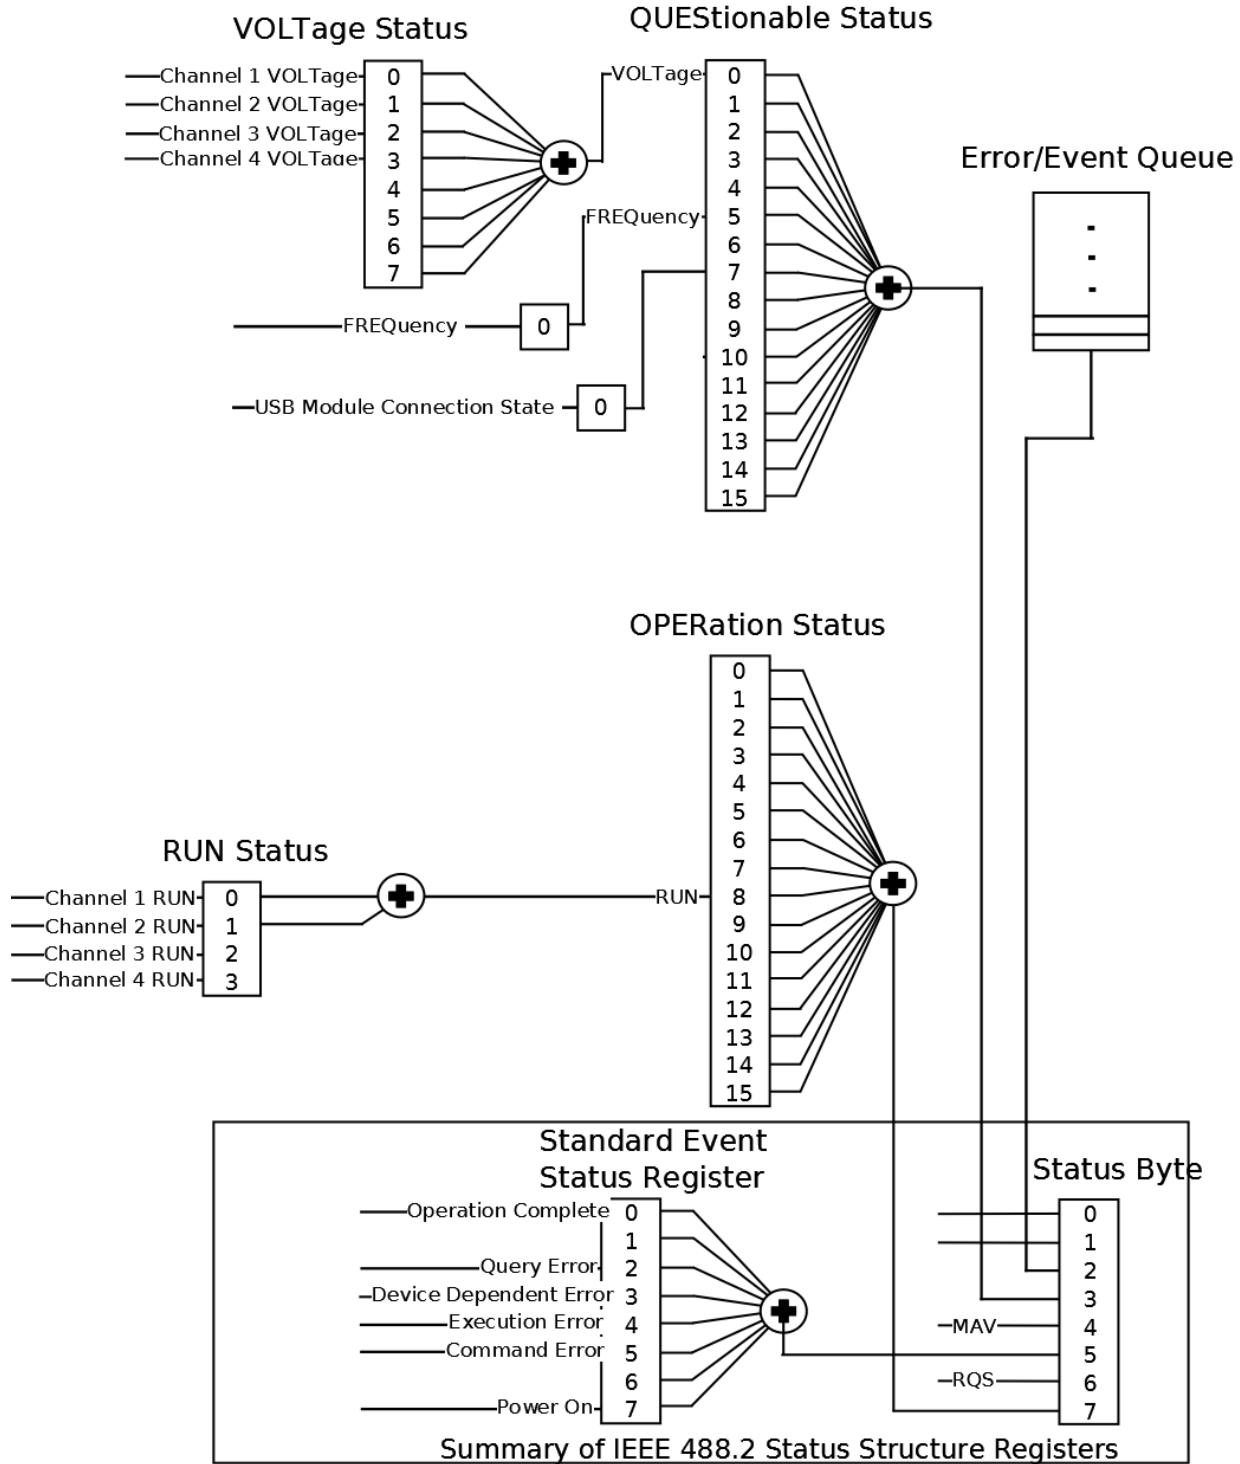 VOLTage Status
Channel 1 VOLTage
Channel 2 VOLTage
Channel 3 VOLTage
Channel 4 VOLTage
0
1
2
3
4
5
6
7
QUEStionable Status
VOLTage
FREQuency
0
1
2
3
4
5
6
7
8
9
10
11
12
13
14
15
FREQuency
0
USB Module Connection State
0
Error/Event Queue
-
-
-
OPERation Status
0
1
2
3
4
5
6
7
8
9
10
11
12
13
14
15
RUN Status
Channel 1 RUN
Channel 2 RUN
Channel 3 RUN
Channel 4 RUN
0
1
2
3
RUN
Standard Event
Status Register
Operation Complete
Query Error
Device Dependent Error
Execution Error
Command Error
Power On
0
1
2
3
4
5
6
7
Status Byte
MAV
RQS
0
1
2
3
4
5
6
7
Summary of IEEE 488.2 Status Structure Registers